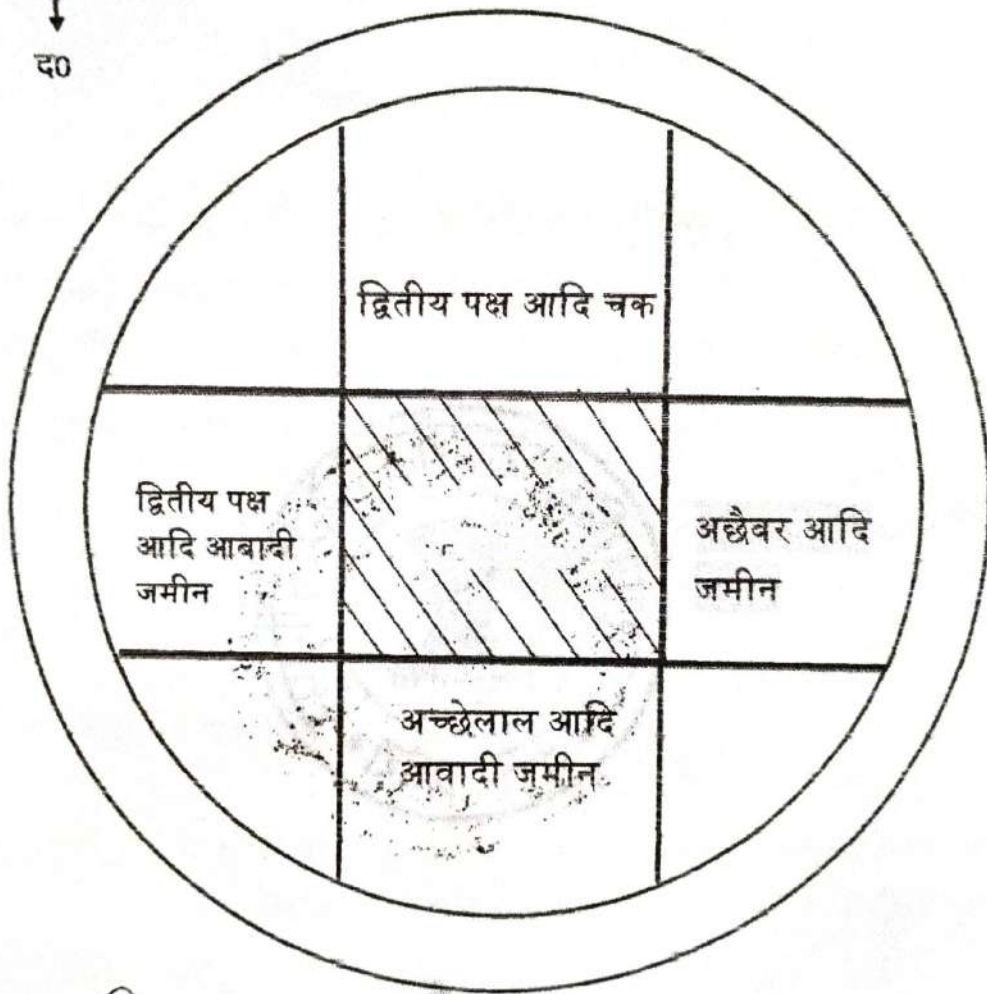 द0
द्वितीय पक्ष आदि चक
द्वितीय पक्ष
आदि आबादी
जमीन
अछैवर आदि
जमीन
अच्छेलाल आदि
आवादी जमीन